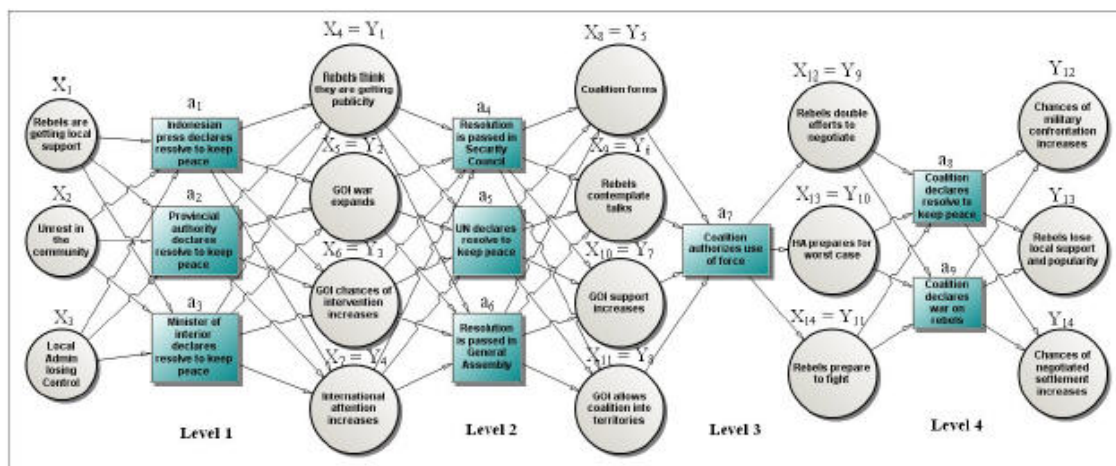 X1
Rebels are
getting local
support
X2
Unrest in
the
community
X3
Local
Admin
losing
Control
a1
Indonesian
press declares
resolve to keep
peace
a2
Provincial
authority
declares
resolve to keep
peace
a3
Minister of
interior
declares
resolve to keep
peace
Level 1
X4 = Y1
Rebels think
they are getting
publicity
X5 = Y2
GOI war
expands
X6 = Y3
GOI chances of
intervention
increases
X7 = Y4
International
attention
increases
a4
Resolution
is passed in
Security
Council
a5
UN declares
resolve to
keep peace
a6
Resolution
is passed in
General
Assembly
Level 2
X8 = Y5
Coalition forms
X9 = Y6
Rebels
contemplate
talks
X10 = Y7
GOI support
increases
X11 = Y8
GOI allows
coalition into
territories
a7
Coalition
authorizes use
of force
Level 3
X12 = Y9
Rebels double
efforts to
negotiate
X13 = Y10
HA prepares for
worst case
X14 = Y11
Rebels prepare
to fight
a8
Coalition
declares
resolve to
keep peace
a9
Coalition
declares
war on
rebels
Level 4
Y12
Chances of
military
confrontation
increases
Y13
Rebels lose
local support
and popularity
Y14
Chances of
negotiated
settlement
increases